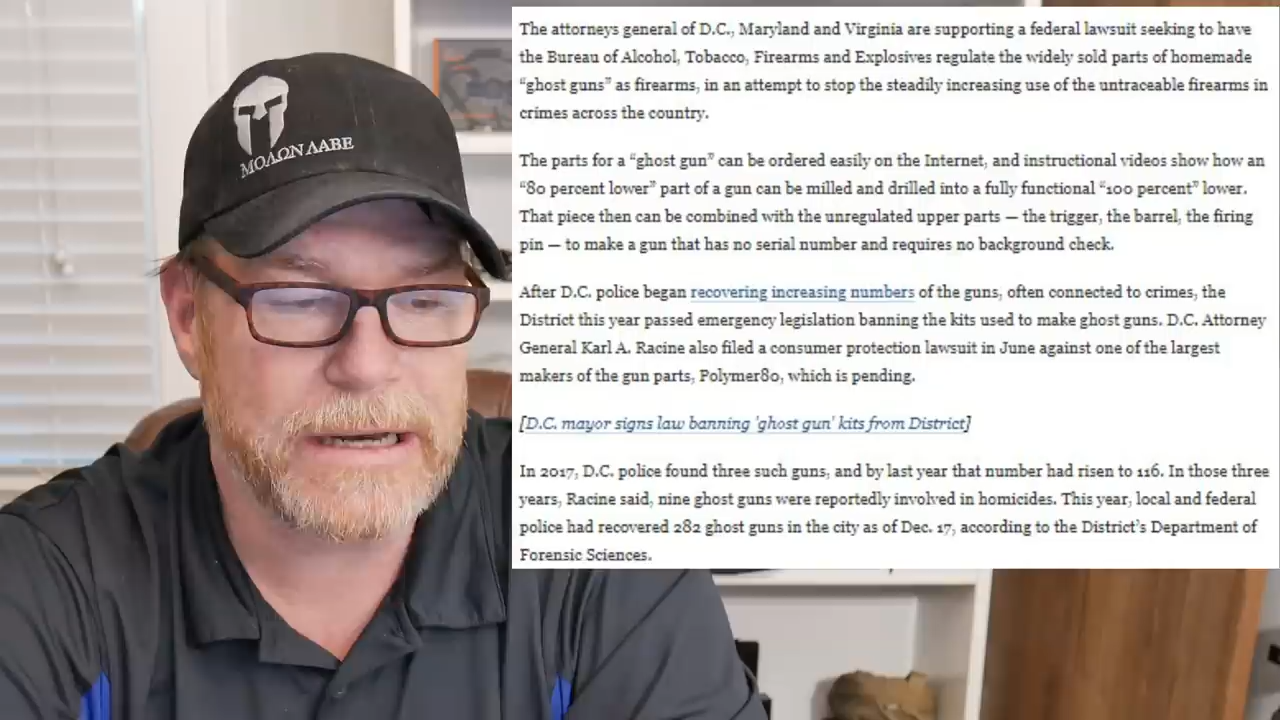 ΜΟΛΩΝ ΛΑΒΕ
The attorneys general of D.C., Maryland and Virginia are supporting a federal lawsuit seeking to have
the Bureau of Alcohol, Tobacco, Firearms and Explosives regulate the widely sold parts of homemade
“ghost guns” as firearms, in an attempt to stop the steadily increasing use of the untraceable firearms in
crimes across the country.
The parts for a “ghost gun” can be ordered easily on the Internet, and instructional videos show how an
“80 percent lower” part of a gun can be milled and drilled into a fully functional “100 percent” lower.
That piece then can be combined with the unregulated upper parts — the trigger, the barrel, the firing
pin — to make a gun that has no serial number and requires no background check.
After D.C. police began recovering increasing numbers of the guns, often connected to crimes, the
District this year passed emergency legislation banning the kits used to make ghost guns. D.C. Attorney
General Karl A. Racine also filed a consumer protection lawsuit in June against one of the largest
makers of the gun parts, Polymer80, which is pending.
[D.C. mayor signs law banning 'ghost gun' kits from District]
In 2017, D.C. police found three such guns, and by last year that number had risen to 116. In those three
years, Racine said, nine ghost guns were reportedly involved in homicides. This year, local and federal
police had recovered 282 ghost guns in the city as of Dec. 17, according to the District’s Department of
Forensic Sciences.